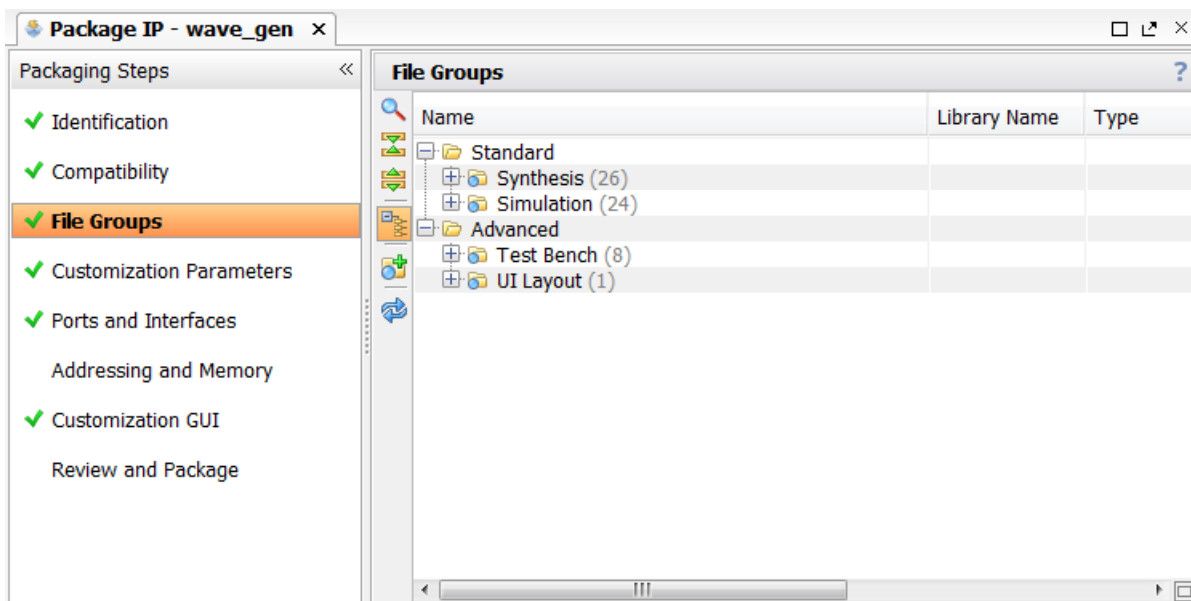 Package IP - wave_gen
Packaging Steps
Identification
Compatibility
File Groups
Customization Parameters
Ports and Interfaces
Addressing and Memory
Customization GUI
Review and Package
File Groups
Name Library Name Type
Standard
Synthesis (26)
Simulation (24)
Advanced
Test Bench (8)
UI Layout (1)